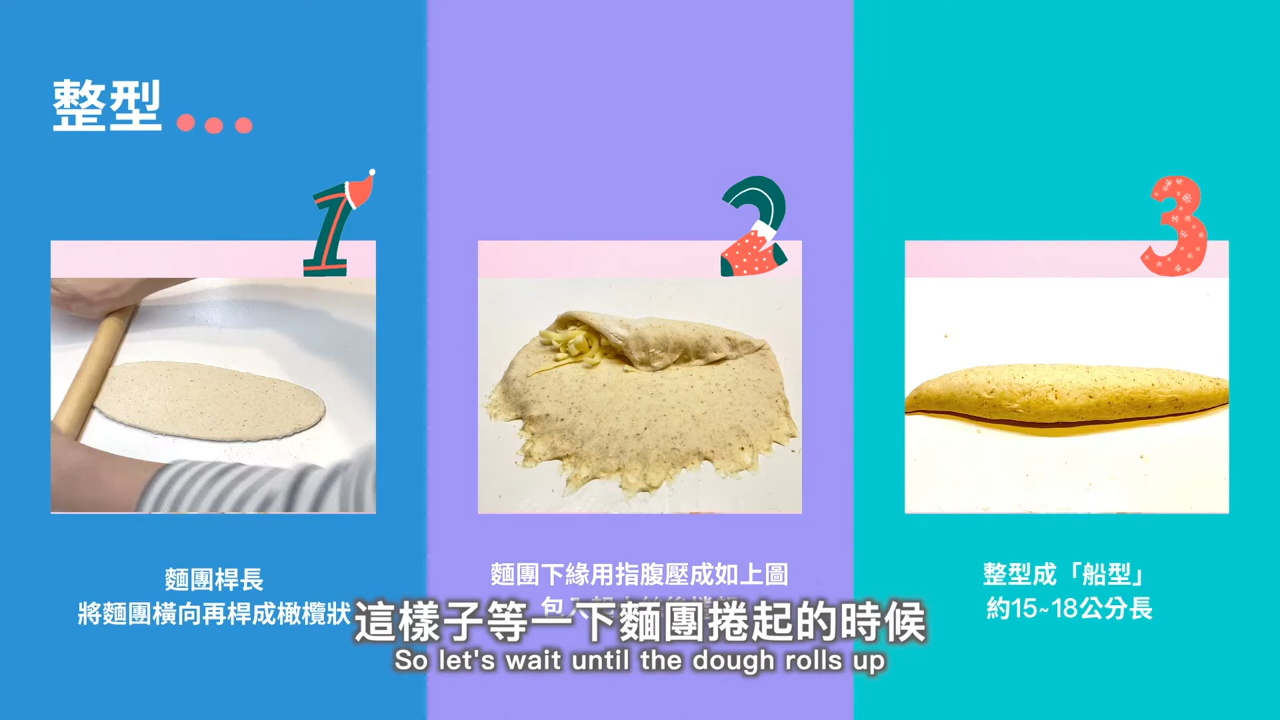 整型
1
麵團桿長
將麵團橫向再桿成橄欖狀
2
麵團下緣用指腹壓成如上圖
3
整型成「船型」
約15~18公分長
這樣子等一下麵團捲起的時候
So let's wait until the dough rolls up